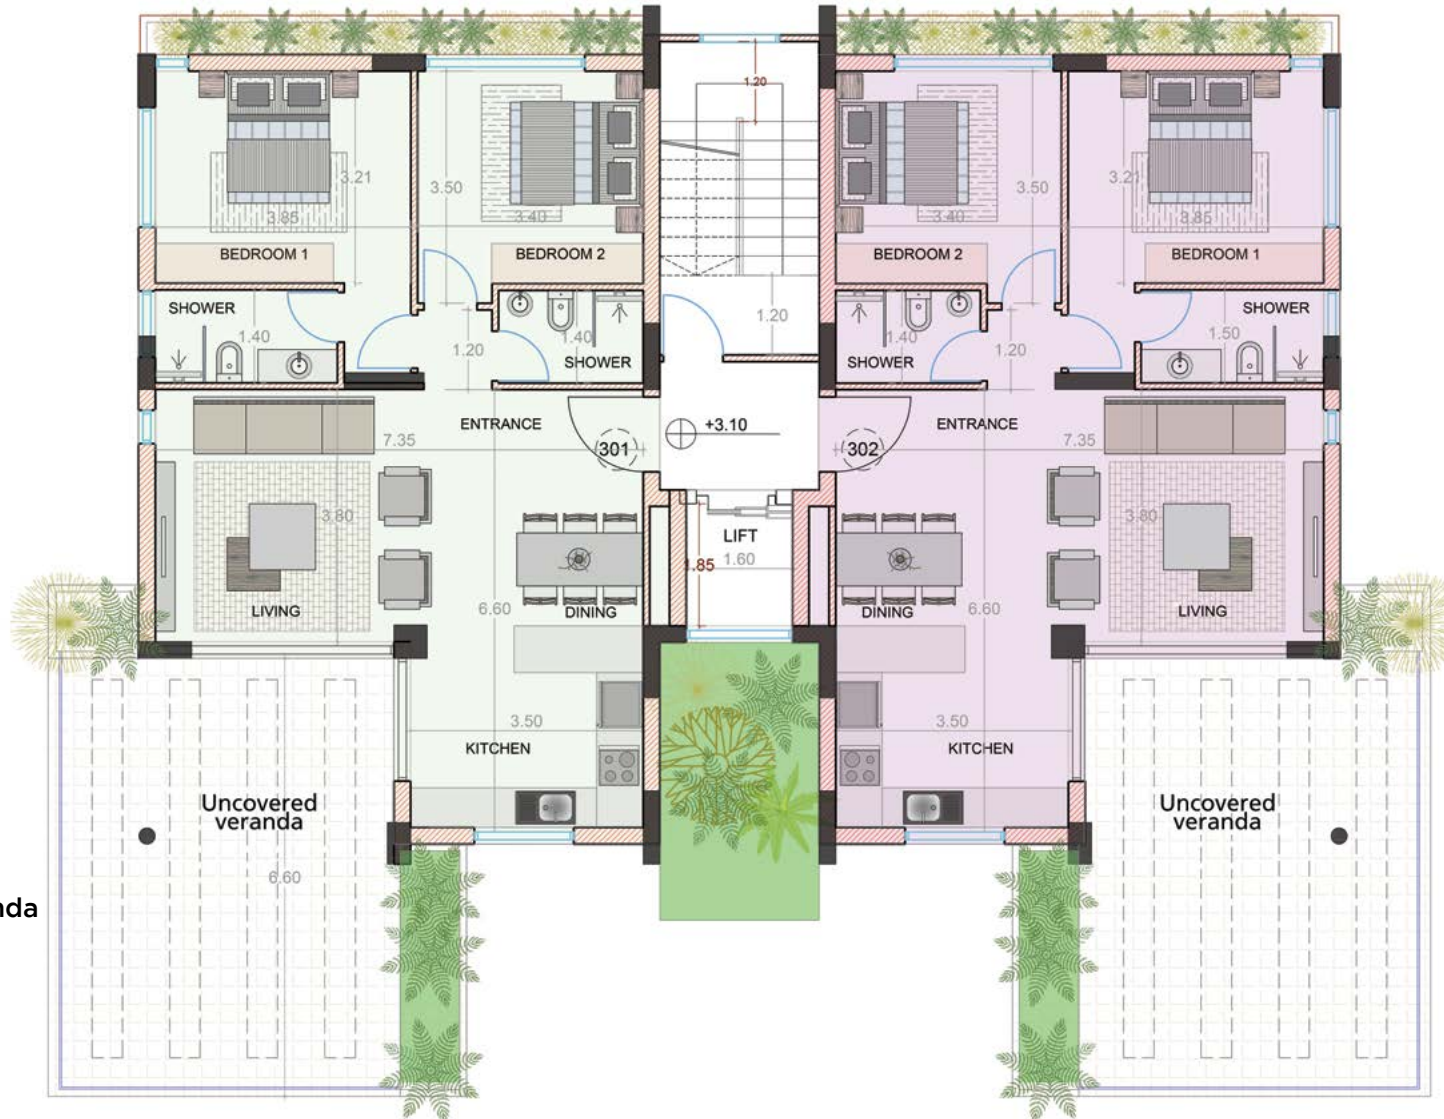 1.20
3.21
3.50
3.50
3.21
3.85
3.40
3.40
3.85
BEDROOM 1
BEDROOM 2
BEDROOM 2
BEDROOM 1
SHOWER
SHOWER
1.40
1.20
1.40
1.20
1.40
1.20
1.50
SHOWER
SHOWER
ENTRANCE
+3.10
ENTRANCE
7.35
301
302
7.35
3.80
LIFT
3.80
1.85
1.60
LIVING
6.60
DINING
DINING
6.60
LIVING
3.50
3.50
KITCHEN
KITCHEN
Uncovered
veranda
Uncovered
veranda
6.60
nda